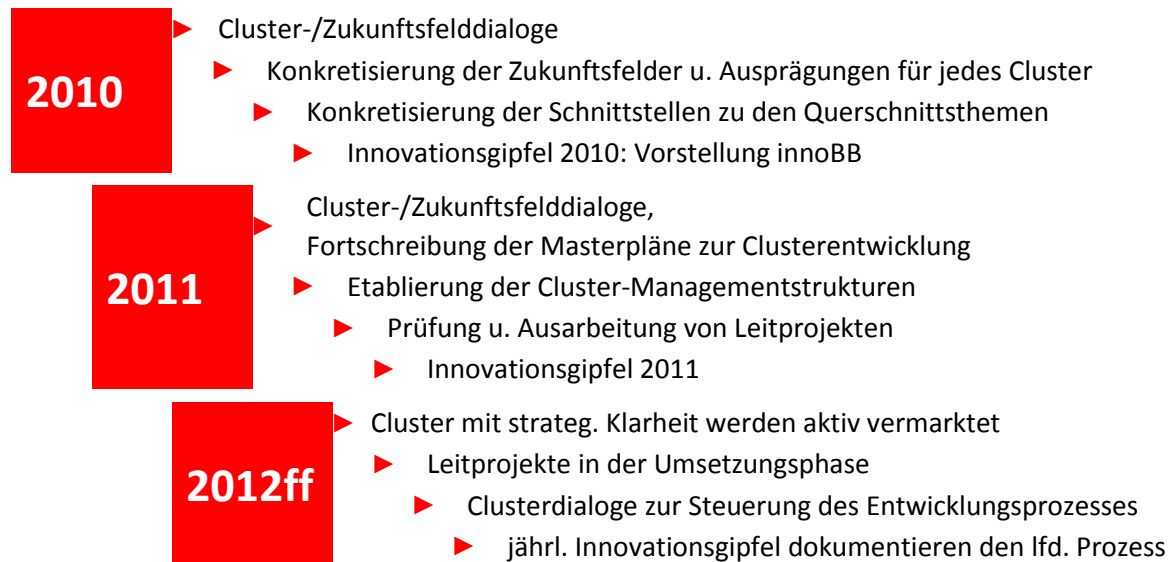 2010
Cluster-/Zukunftsfelddialoge
Konkretisierung der Zukunftsfelder u. Ausprägungen für jedes Cluster
Konkretisierung der Schnittstellen zu den Querschnittsthemen
Innovationsgipfel 2010: Vorstellung innoBB
2011
Cluster-/Zukunftsfelddialoge,
Fortschreibung der Masterpläne zur Clusterentwicklung
Etablierung der Cluster-Managementstrukturen
Prüfung u. Ausarbeitung von Leitprojekten
Innovationsgipfel 2011
2012ff
Cluster mit strateg. Klarheit werden aktiv vermarktet
Leitprojekte in der Umsetzungsphase
Clusterdialoge zur Steuerung des Entwicklungsprozesses
jährl. Innovationsgipfel dokumentieren den lfd. Prozess